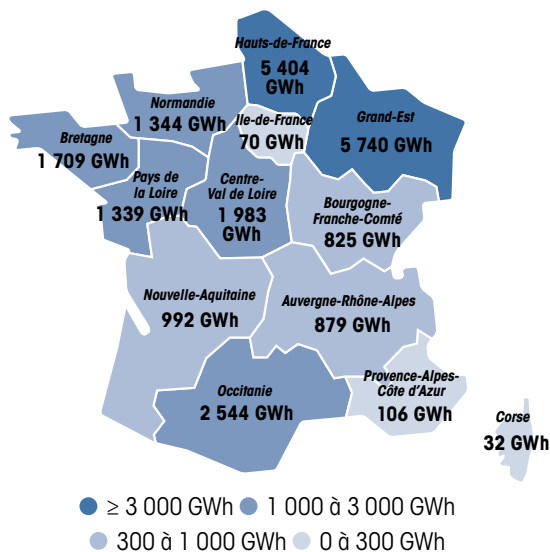 Hauts-de-France
5 404
GWh
Normandie
1 344 GWh
Ile-de-France
70 GWh
Grand-Est
5 740 GWh
Bretagne
1 709 GWh
Pays de
la Loire
1 339 GWh
Centre-
Val de Loire
1 983
GWh
Bourgogne-
Franche-Comté
825 GWh
Nouvelle-Aquitaine
992 GWh
Auvergne-Rhône-Alpes
879 GWh
Occitanie
2 544 GWh
Provence-Alpes-
Côte d'Azur
106 GWh
Corse
32 GWh
≥ 3 000 GWh
1 000 à 3 000 GWh
300 à 1 000 GWh
0 à 300 GWh